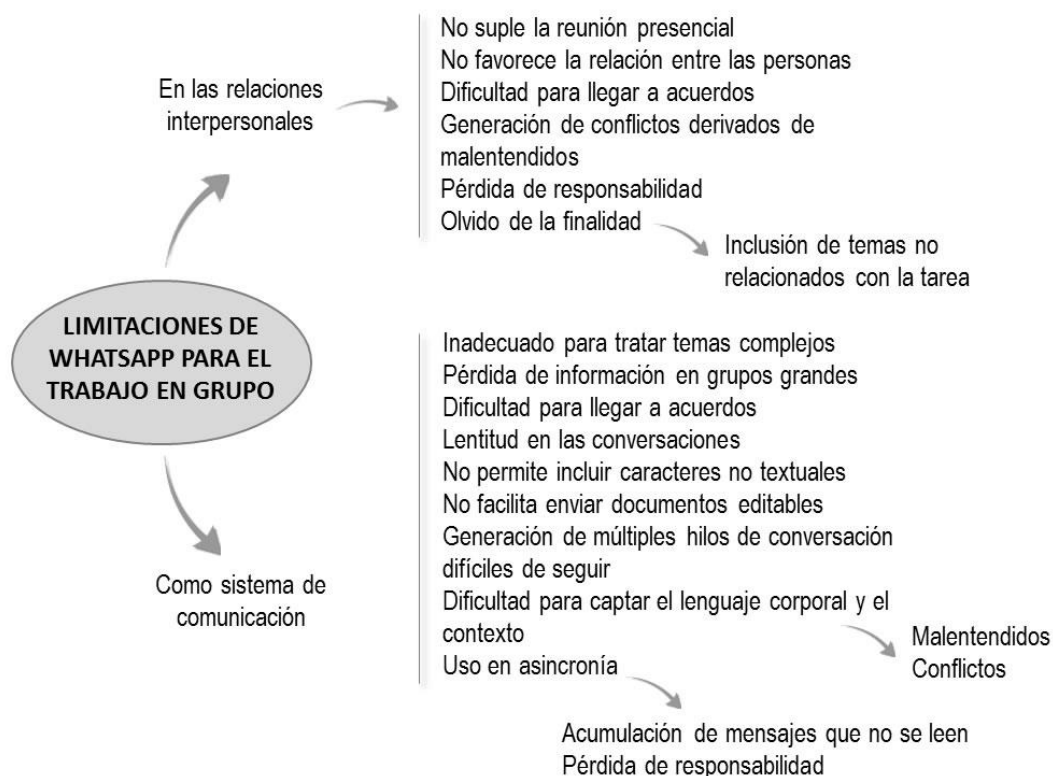 No suple la reunión presencial
No favorece la relación entre las personas
En las relaciones
interpersonales
Dificultad para llegar a acuerdos
Generación de conflictos derivados de
malentendidos
Pérdida de responsabilidad
Olvido de la finalidad
Inclusión de temas no
relacionados con la tarea
LIMITACIONES DE
WHATSAPP PARA EL
TRABAJO EN GRUPO
Inadecuado para tratar temas complejos
Pérdida de información en grupos grandes
Dificultad para llegar a acuerdos
Lentitud en las conversaciones
No permite incluir caracteres no textuales
No facilita enviar documentos editables
Generación de múltiples hilos de conversación
difíciles de seguir
Como sistema de
comunicación
Dificultad para captar el lenguaje corporal y el
contexto
Malentendidos
Conflictos
Uso en asincronía
Acumulación de mensajes que no se leen
Pérdida de responsabilidad